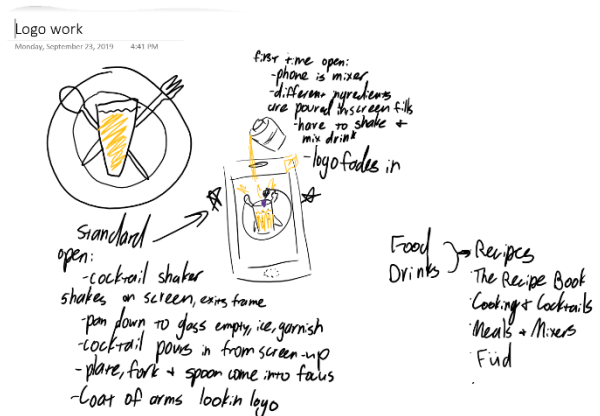 Logo work
Monday, September 23, 2019 4:41 PM
first time open:
-phone is mixer
-different ingredients
are poured in screen fills
-have to shake +
mix drink
-logo fades in
Standard
open:
-cocktail shaker
shakes on screen, exits frame
-pan down to glass empty, ice, garnish
-cocktail pours in from screen-up
-plate, fork + spoon come into focus
-coat of arms lookin logo
Food
Drinks
Recipes
The Recipe Book
Cooking + Cocktails
Meals + Mixers
Füd